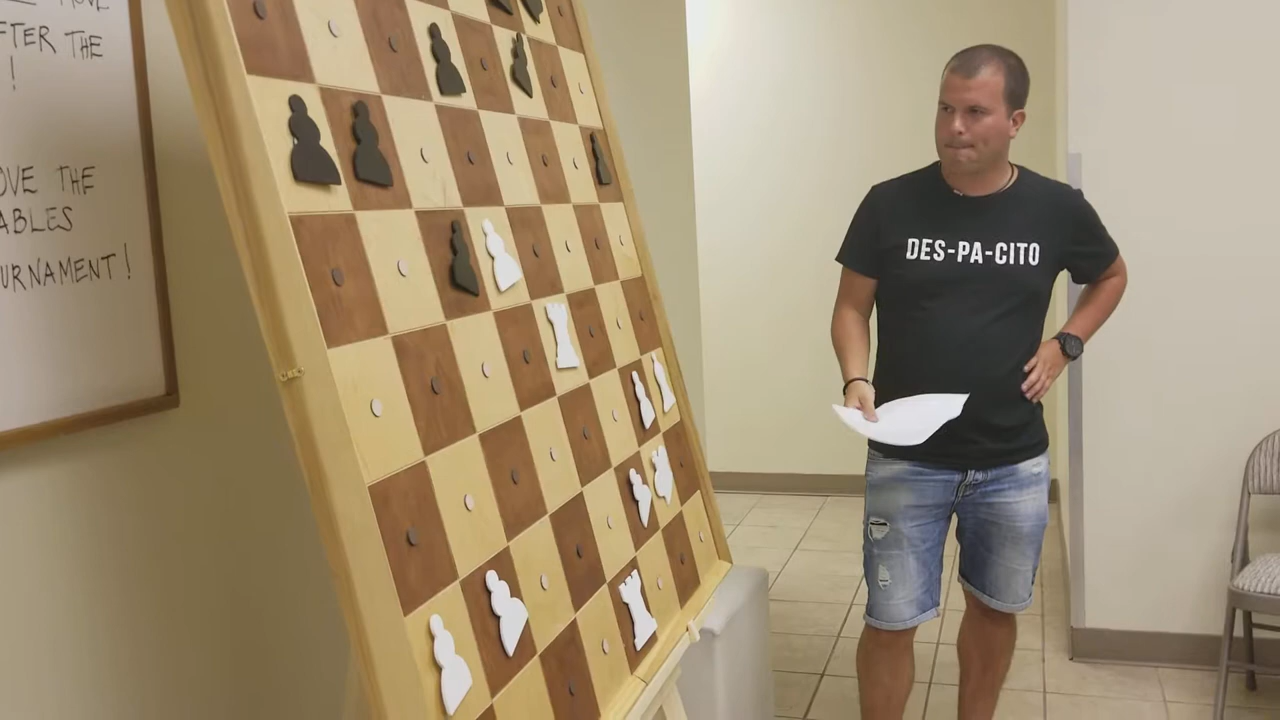 FTER THE
!
OVE THE
ABLES
URNAMENT!
DES-PA-CITO